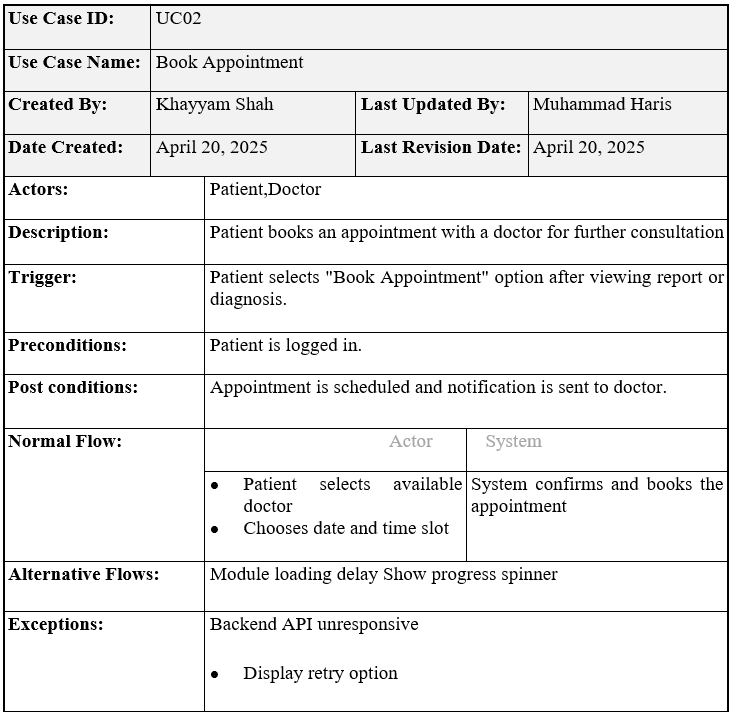 Use Case ID: UC02
Use Case Name: Book Appointment
Created By: Khayyam Shah Last Updated By: Muhammad Haris
Date Created: April 20, 2025 Last Revision Date: April 20, 2025
Actors: Patient,Doctor
Description: Patient books an appointment with a doctor for further consultation
Trigger: Patient selects "Book Appointment" option after viewing report or
diagnosis.
Preconditions: Patient is logged in.
Post conditions: Appointment is scheduled and notification is sent to doctor.
Normal Flow: Actor System
● Patient selects available
doctor
● Chooses date and time slot
System confirms and books the
appointment
Alternative Flows: Module loading delay Show progress spinner
Exceptions: Backend API unresponsive
● Display retry option